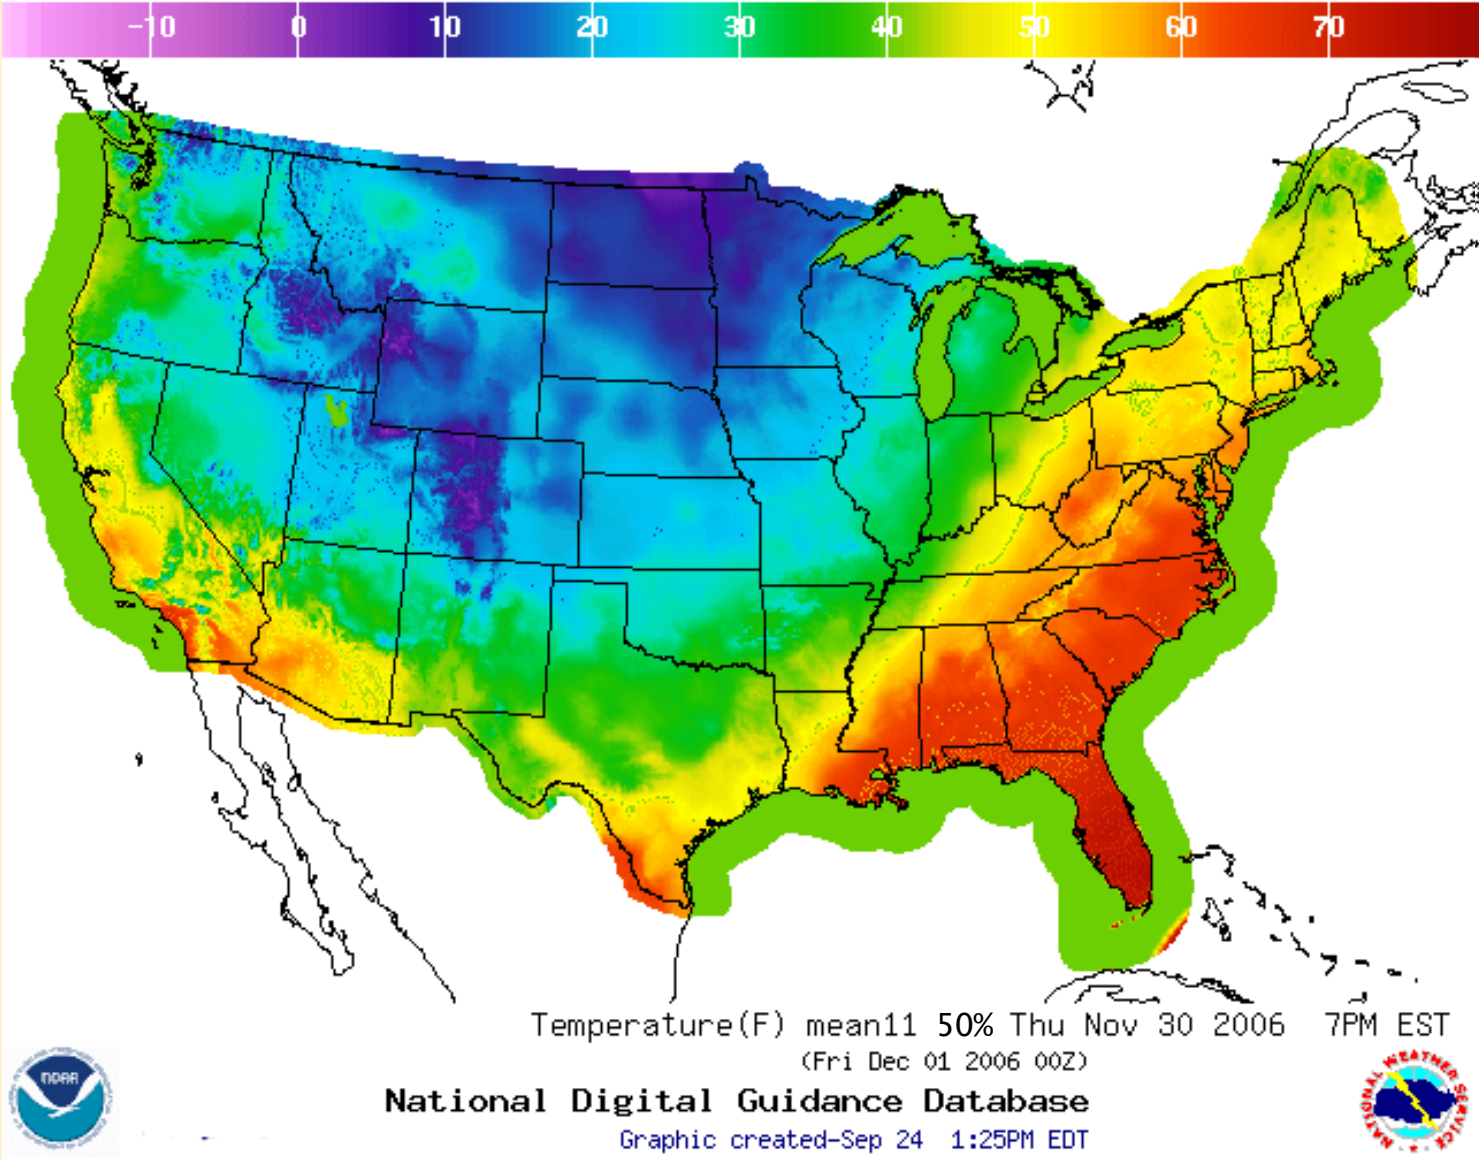 -10 0 10 20 30 40 50 60 70
Temperature(F) mean11 50% Thu Nov 30 2006 7PM EST
(Fri Dec 01 2006 00Z)
National Digital Guidance Database
Graphic created-Sep 24 1:25PM EDT
NOAA
NATIONAL WEATHER SERVICE